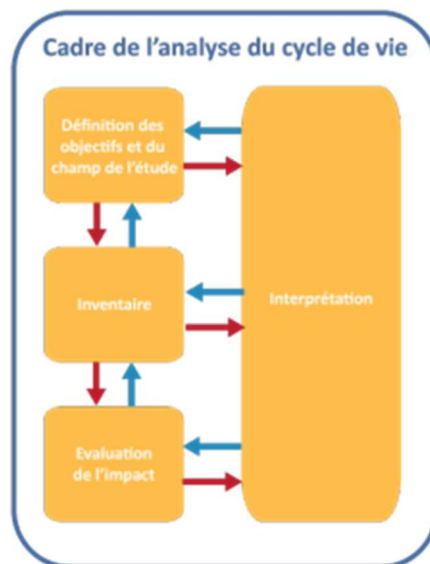 Cadre de l'analyse du cycle de vie
Définition des
objectifs et du
champ de l'étude
Inventaire
Interprétation
Evaluation
de l'impact